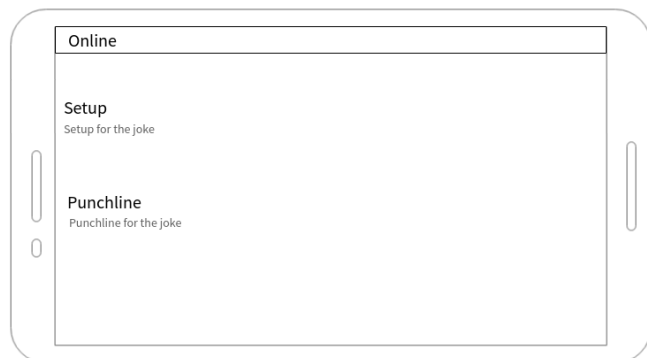 Online
Setup
Setup for the joke
Punchline
Punchline for the joke